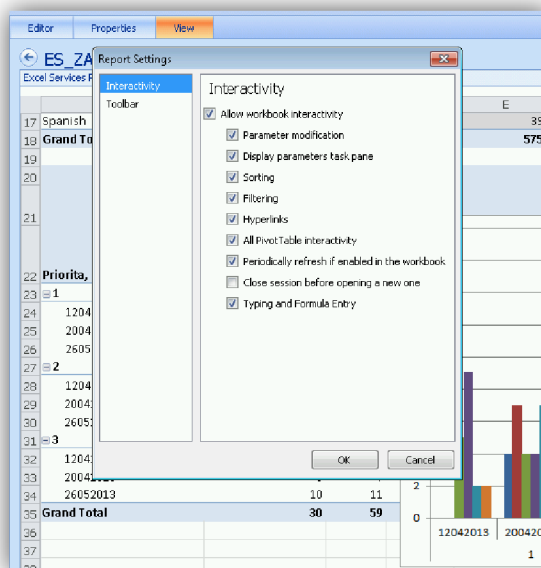 Editor Properties View
ES_ZA
Report Settings
Excel Services R
Interactivity
Toolbar
Interactivity
Allow workbook interactivity
Parameter modification
Display parameters task pane
Sorting
Filtering
Hyperlinks
All PivotTable interactivity
Periodically refresh if enabled in the workbook
Close session before opening a new one
Typing and Formula Entry
OK Cancel
E
17 Spanish
18 Grand To 575
19
20
21
22 Priorita,
23 1
24 12042
25 2004
26 2605
27 2
28 1204
29 2004
30 2605
31 3
32 1204
33 2004
34 26052013 10 11
35 Grand Total 30 59
36
37
2
0
12042013 200420
1